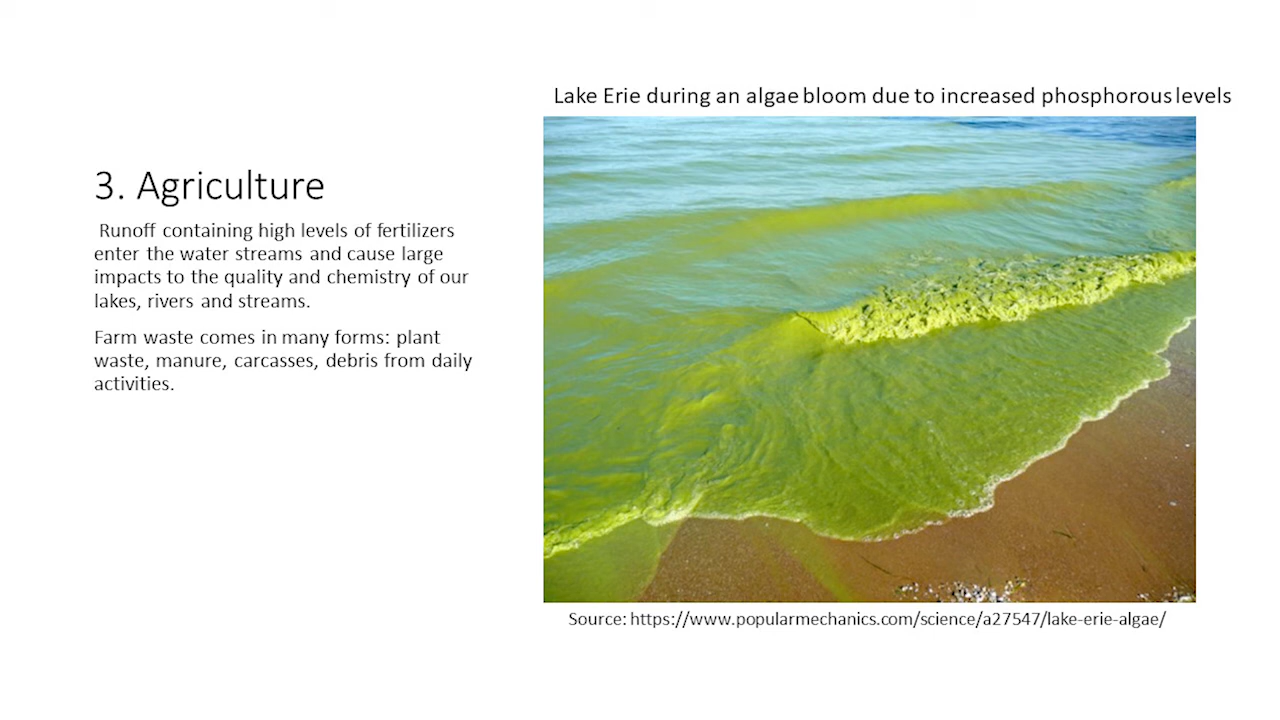 Lake Erie during an algae bloom due to increased phosphorous levels
3. Agriculture
Runoff containing high levels of fertilizers
enter the water streams and cause large
impacts to the quality and chemistry of our
lakes, rivers and streams.
Farm waste comes in many forms: plant
waste, manure, carcasses, debris from daily
activities.
Source: https://www.popularmechanics.com/science/a27547/lake-erie-algae/